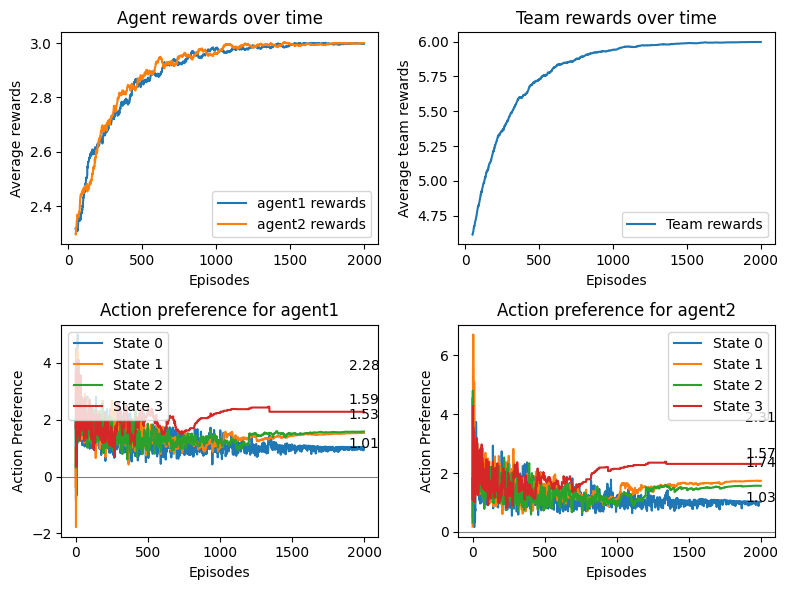 Agent rewards over time
Average rewards
3.0
2.8
2.6
2.4
agent1 rewards
agent2 rewards
0 500 1000 1500 2000
Episodes
Team rewards over time
Average team rewards
6.00
5.75
5.50
5.25
5.00
4.75
Team rewards
0 500 1000 1500 2000
Episodes
Action preference for agent1
Action Preference
4
2
0
−2
State 0
State 1
State 2
State 3
2.28
1.59
1.53
1.01
0 500 1000 1500 2000
Episodes
Action preference for agent2
Action Preference
6
4
2
0
State 0
State 1
State 2
State 3
2.31
1.57
1.74
1.03
0 500 1000 1500 2000
Episodes